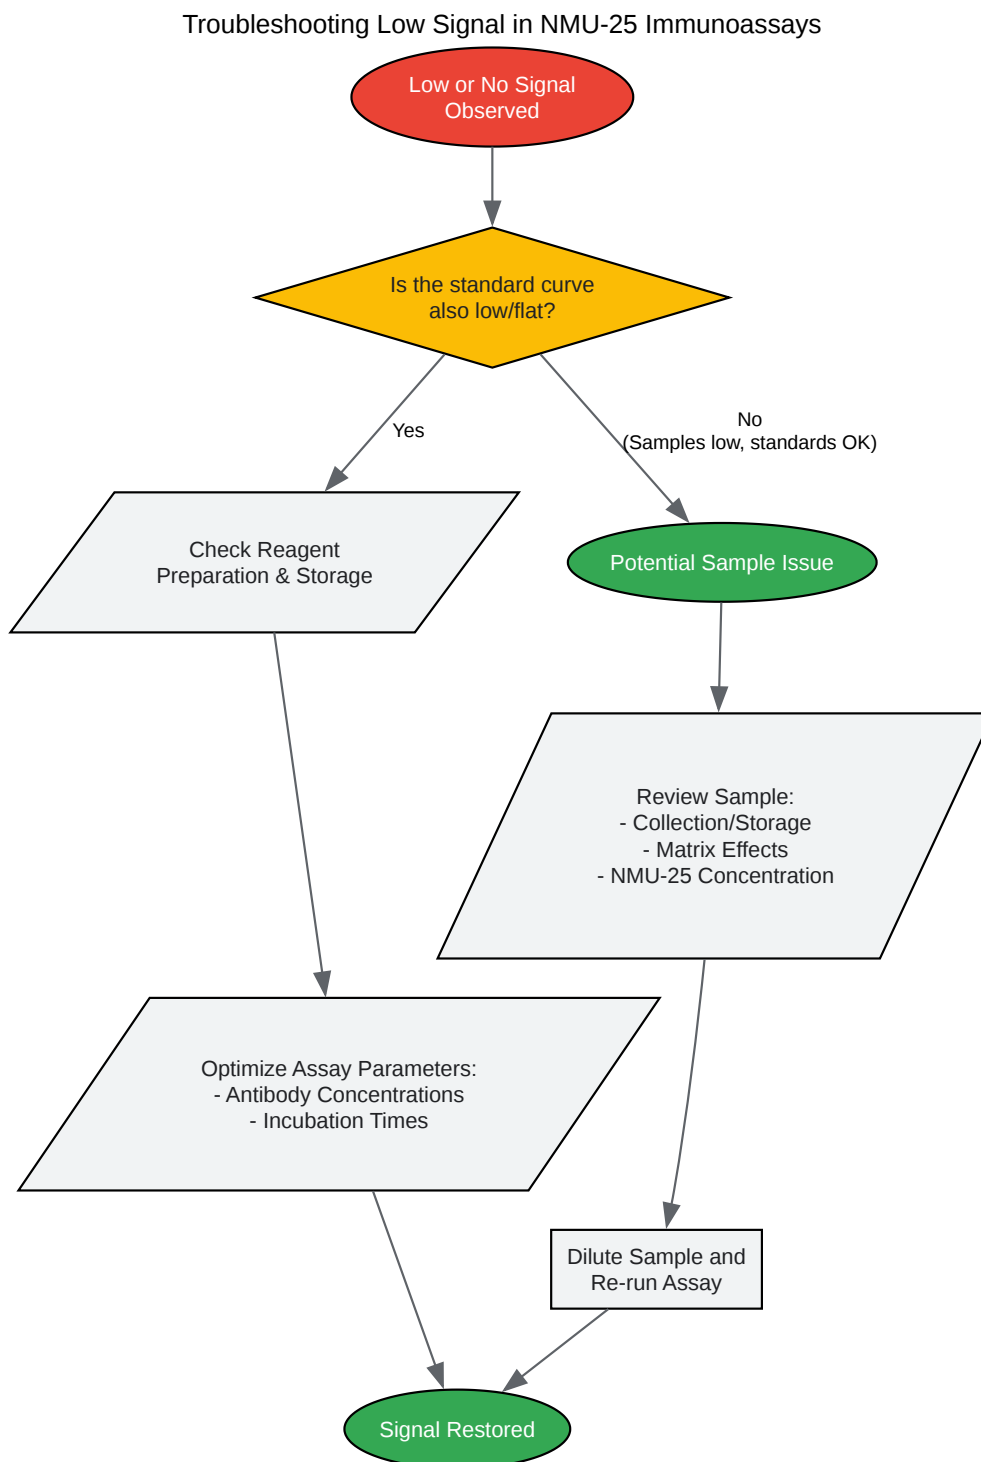 Troubleshooting Low Signal in NMU-25 Immunoassays
Low or No Signal
Observed
Is the standard curve
also low/flat?
Yes
No
(Samples low, standards OK)
Check Reagent
Preparation & Storage
Potential Sample Issue
Review Sample:
- Collection/Storage
- Matrix Effects
- NMU-25 Concentration
Optimize Assay Parameters:
- Antibody Concentrations
- Incubation Times
Dilute Sample and
Re-run Assay
Signal Restored